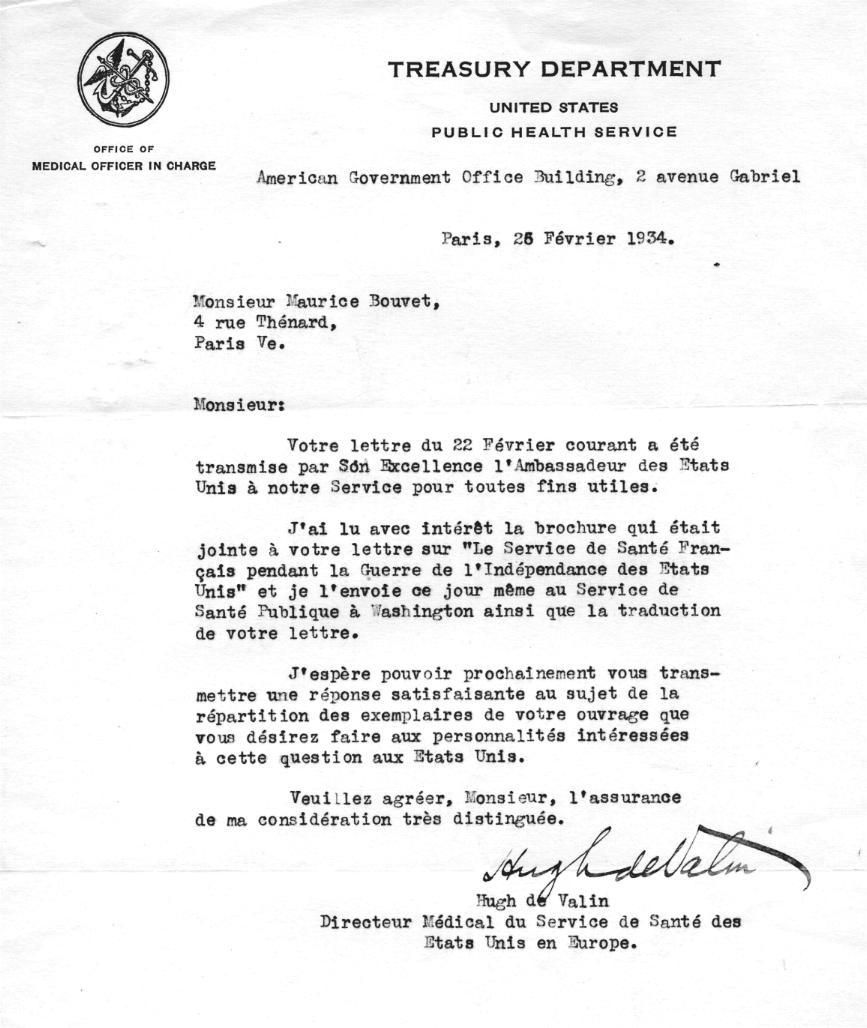 TREASURY DEPARTMENT
UNITED STATES
PUBLIC HEALTH SERVICE
OFFICE OF
MEDICAL OFFICER IN CHARGE
American Government Office Building, 2 avenue Gabriel
Paris, 26 Février 1934.
Monsieur Maurice Bouvet,
4 rue Thénard,
Paris Ve.
Monsieur:
Votre lettre du 22 Février courant a été
transmise par Son Excellence l'Ambassadeur des Etats
Unis à notre Service pour toutes fins utiles.
J'ai lu avec intérêt la brochure qui était
jointe à votre lettre sur "Le Service de Santé Fran-
çais pendant la Guerre de l'Indépendance des Etats
Unis" et je l'envoie ce jour même au Service de
Santé Publique à Washington ainsi que la traduction
de votre lettre.
J'espère pouvoir prochainement vous trans-
mettre une réponse satisfaisante au sujet de la
répartition des exemplaires de votre ouvrage que
vous désirez faire aux personnalités intéressées
à cette question aux Etats Unis.
Veuillez agréer, Monsieur, l'assurance
de ma considération très distinguée.
Hugh de Valin
Hugh de Valin
Directeur Médical du Service de Santé des
Etats Unis en Europe.